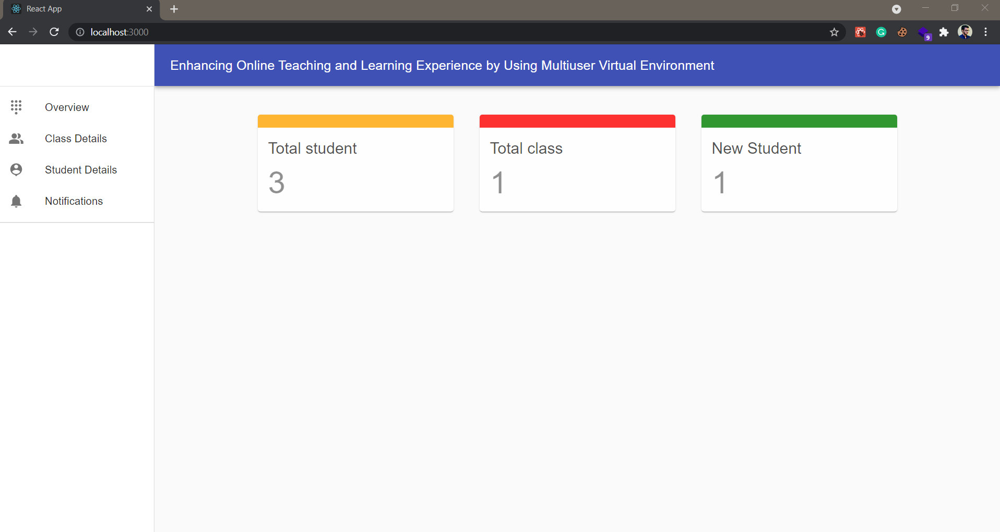 React App
localhost:3000
9
Enhancing Online Teaching and Learning Experience by Using Multiuser Virtual Environment
Overview
Class Details
Student Details
Notifications
Total student
3
Total class
1
New Student
1